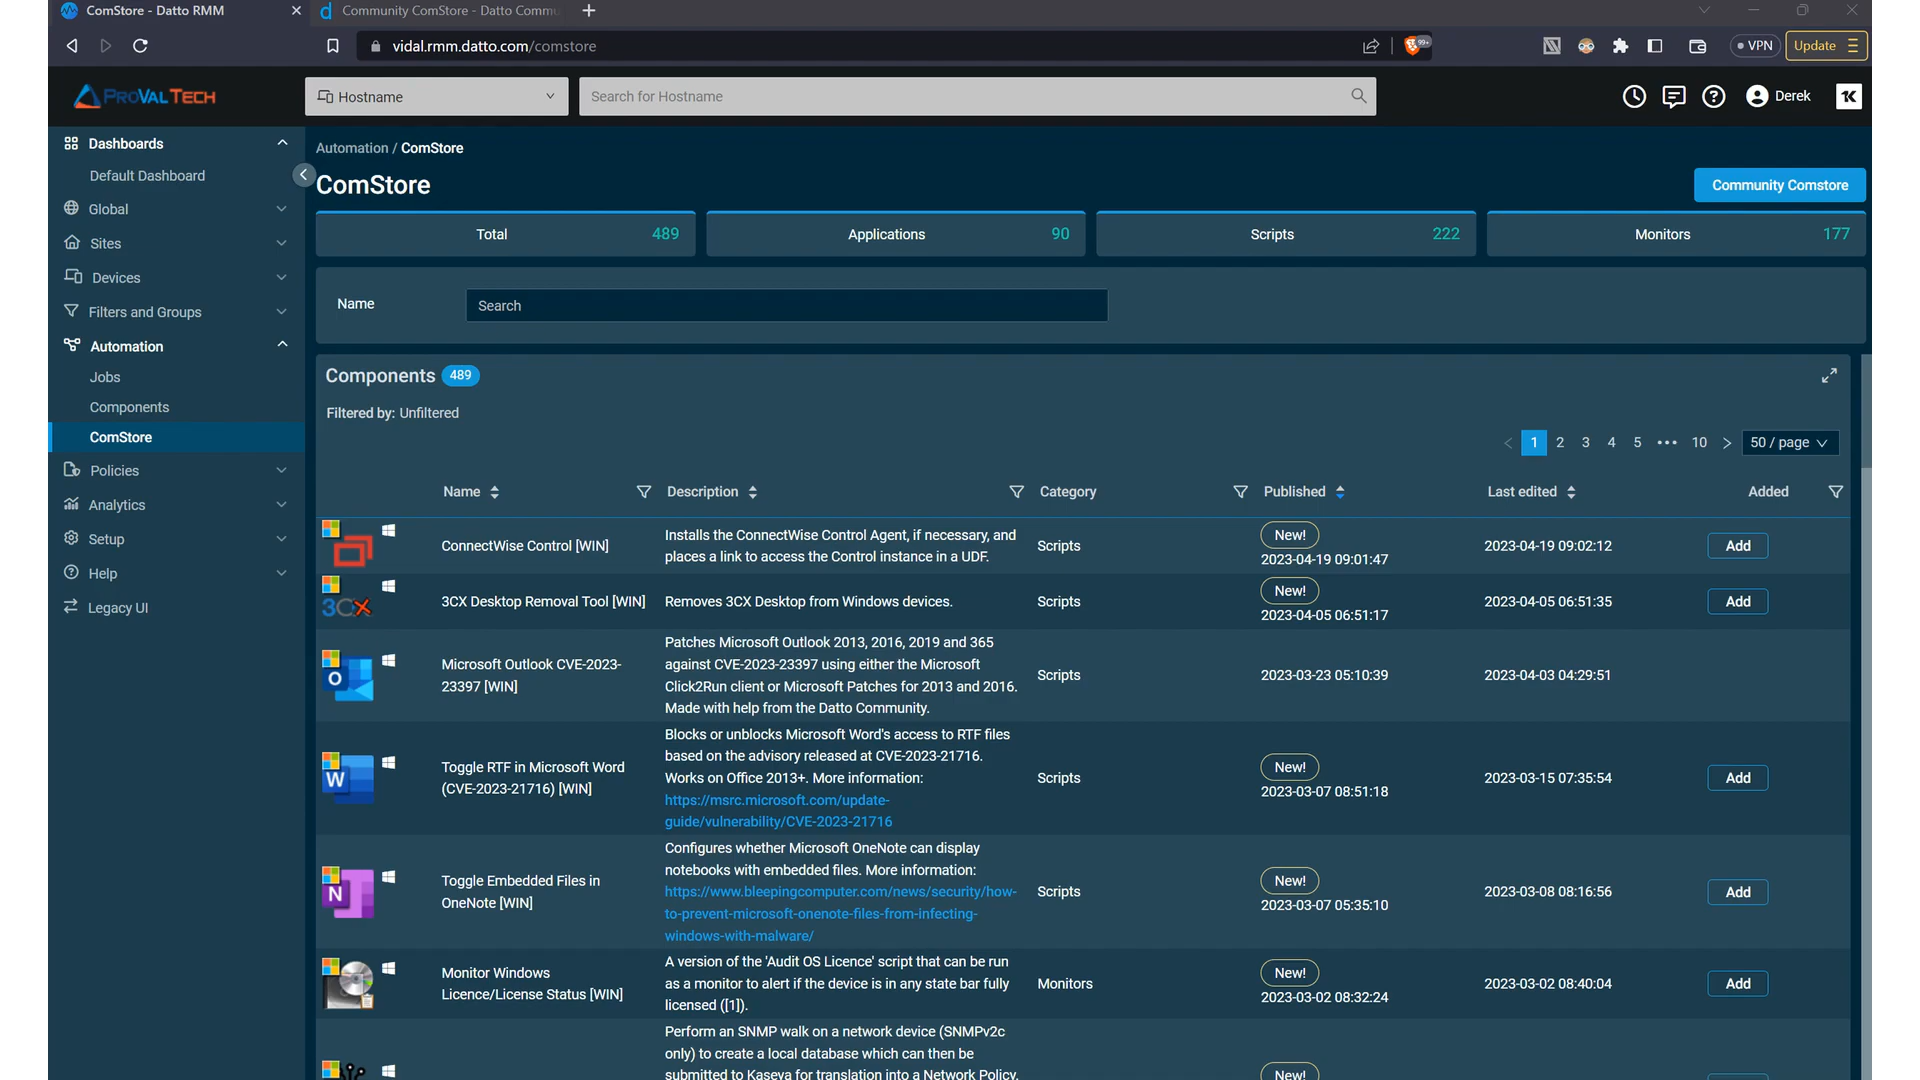 ComStore - Datto RMM
Community ComStore - Datto Commu
vidal.rmm.datto.com/comstore
99+
VPN
Update
PROVALTECH
Hostname
Search for Hostname
Derek
Dashboards
Default Dashboard
Global
Sites
Devices
Filters and Groups
Automation
Jobs
Components
ComStore
Policies
Analytics
Setup
Help
Legacy UI
Automation / ComStore
ComStore
Community Comstore
Total 489
Applications 90
Scripts 222
Monitors 177
Name
Search
Components 489
Filtered by: Unfiltered
1 2 3 4 5 ••• 10 50 / page
Name Description Category Published Last edited Added
ConnectWise Control [WIN]
Installs the ConnectWise Control Agent, if necessary, and
places a link to access the Control instance in a UDF.
Scripts
New!
2023-04-19 09:01:47
2023-04-19 09:02:12
Add
3CX
3CX Desktop Removal Tool [WIN]
Removes 3CX Desktop from Windows devices.
Scripts
New!
2023-04-05 06:51:17
2023-04-05 06:51:35
Add
O
Microsoft Outlook CVE-2023-
23397 [WIN]
Patches Microsoft Outlook 2013, 2016, 2019 and 365
against CVE-2023-23397 using either the Microsoft
Click2Run client or Microsoft Patches for 2013 and 2016.
Made with help from the Datto Community.
Scripts
2023-03-23 05:10:39
2023-04-03 04:29:51
W
Toggle RTF in Microsoft Word
(CVE-2023-21716) [WIN]
Blocks or unblocks Microsoft Word's access to RTF files
based on the advisory released at CVE-2023-21716.
Works on Office 2013+. More information:
https://msrc.microsoft.com/update-
guide/vulnerability/CVE-2023-21716
Scripts
New!
2023-03-07 08:51:18
2023-03-15 07:35:54
Add
N
Toggle Embedded Files in
OneNote [WIN]
Configures whether Microsoft OneNote can display
notebooks with embedded files. More information:
https://www.bleepingcomputer.com/news/security/how-
to-prevent-microsoft-onenote-files-from-infecting-
windows-with-malware/
Scripts
New!
2023-03-07 05:35:10
2023-03-08 08:16:56
Add
Monitor Windows
Licence/License Status [WIN]
A version of the 'Audit OS Licence' script that can be run
as a monitor to alert if the device is in any state bar fully
licensed ([1]).
Monitors
New!
2023-03-02 08:32:24
2023-03-02 08:40:04
Add
Perform an SNMP walk on a network device (SNMPv2c
only) to create a local database which can then be
submitted to Kaseya for translation into a Network Policy.
New!